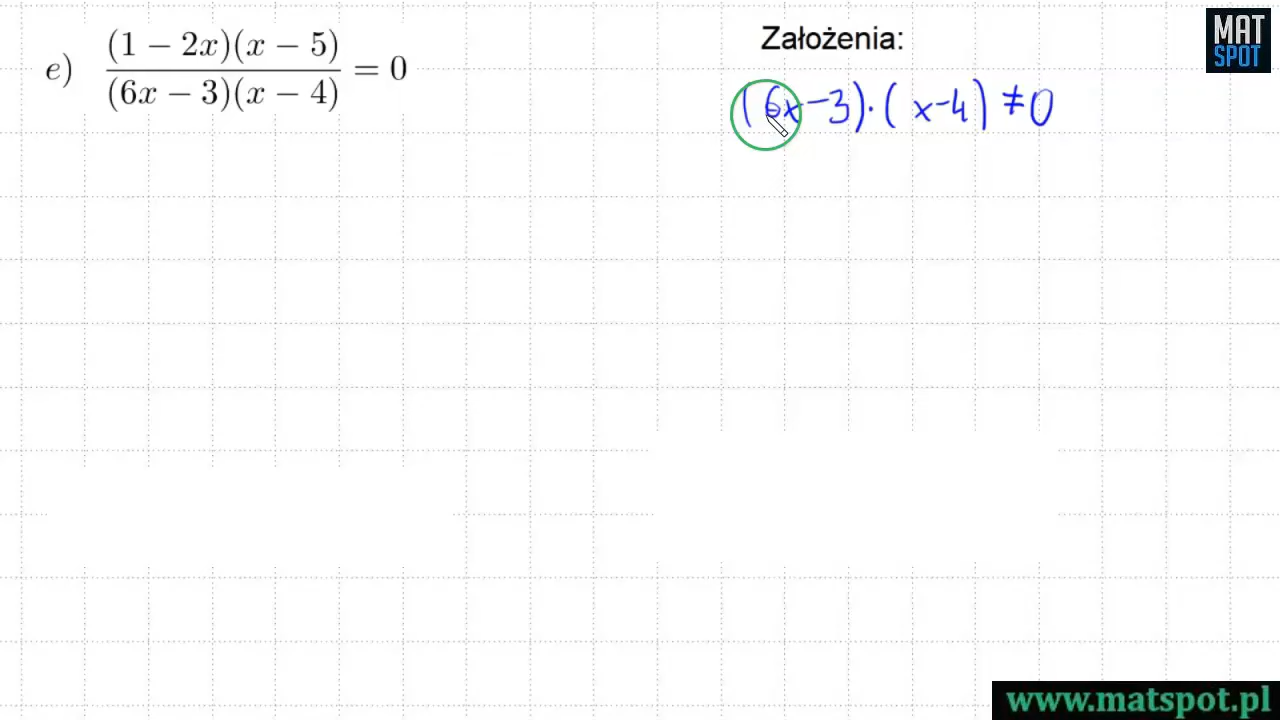 e) (1 − 2x)(x − 5)
(6x − 3)(x − 4) = 0
Założenia:
(6x−3)·(x−4) ≠0
MAT
SPOT
www.matspot.pl